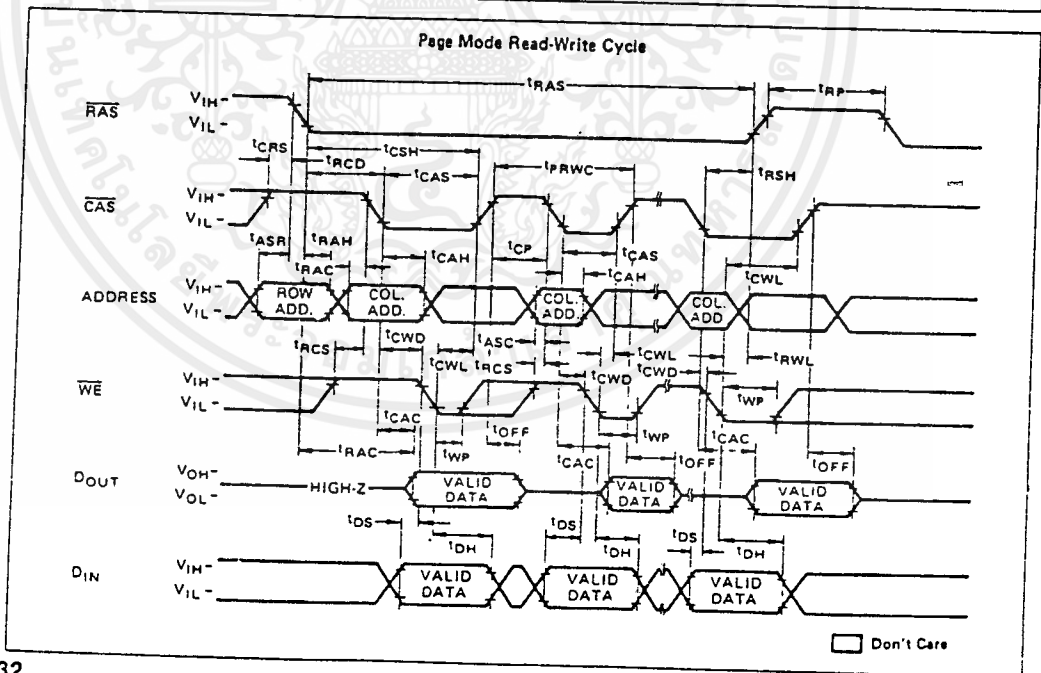 Page Mode Read-Write Cycle
RAS VIH- VIL- tRAS tRP
tCRS tRCD tCSH tCAS tPRWC tRSH
CAS VIH- VIL-
tASR tRAH tRAC tCAH tCP tCAS tCAH tCWL
ADDRESS VIH- VIL- ROW ADD. COL. ADD. COL. ADD. COL. ADD
tRCS tCWD tCWL tRCS tASC tCWD tCWL tCWD tRWL
WE VIH- VIL- tWP
tRAC tCAC tWP tOFF tCAC tWP tOFF tCAC tOFF
DOUT VOH- VOL- HIGH-Z VALID DATA VALID DATA VALID DATA
tDS tDH tDS tDH tDS tDH
DIN VIH- VIL- VALID DATA VALID DATA VALID DATA
Don't Care
32